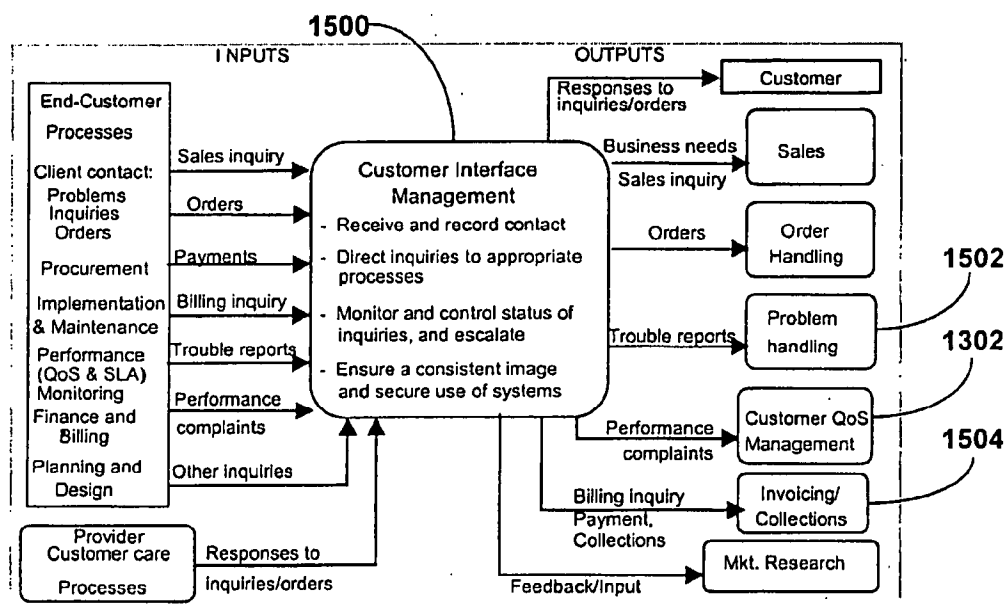 1500
INPUTS
OUTPUTS
End-Customer
Processes
Client contact:
Problems
Inquiries
Orders
Procurement
Implementation
& Maintenance
Performance
(QoS & SLA)
Monitoring
Finance and
Billing
Planning and
Design
Provider
Customer care
Processes
Sales inquiry
Orders
Payments
Billing inquiry
Trouble reports
Performance
complaints
Other inquiries
Responses to
inquiries/orders
Customer Interface
Management
- Receive and record contact
- Direct inquiries to appropriate
processes
- Monitor and control status of
inquiries, and escalate
- Ensure a consistent image
and secure use of systems
Responses to
inquiries/orders
Customer
Business needs
Sales inquiry
Sales
Orders
Order
Handling
1502
Trouble reports
Problem
handling
1302
Performance
complaints
Customer QoS
Management
1504
Billing inquiry
Payment,
Collections
Invoicing/
Collections
Feedback/Input
Mkt. Research